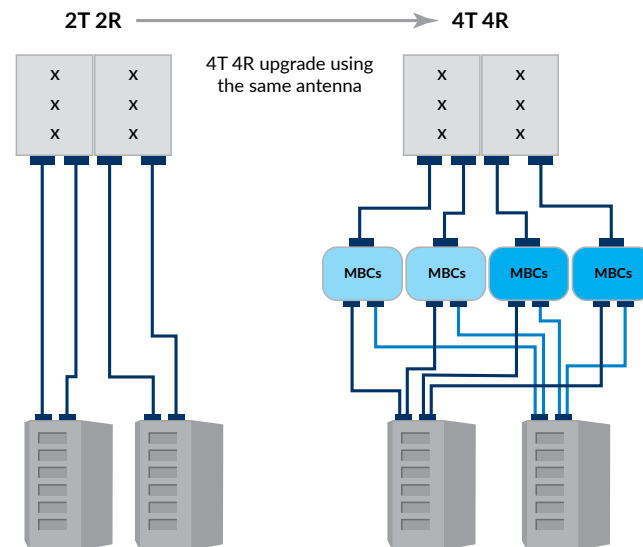 2T 2R
4T 4R
4T 4R upgrade using
the same antenna
X X
X X
X X
X X
X X
X X
MBCs MBCs MBCs MBCs